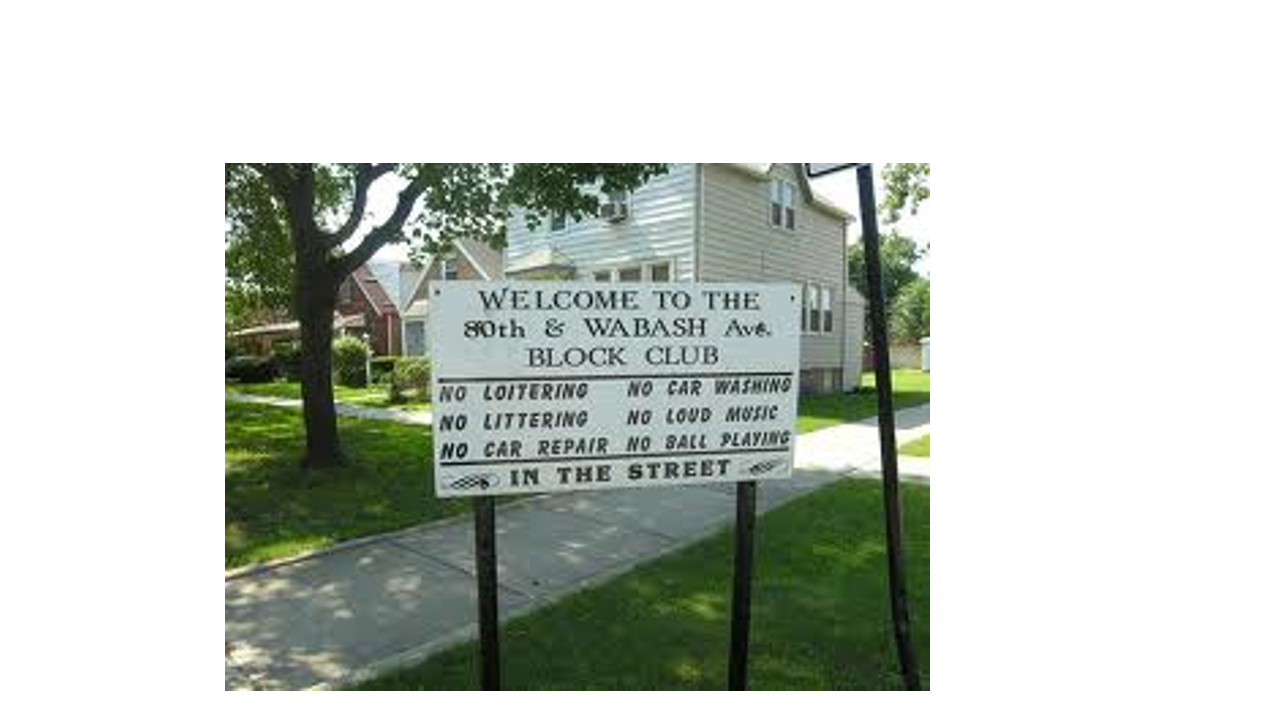 WELCOME TO THE
80th & WABASH Ave.
BLOCK CLUB
NO LOITERING NO CAR WASHING
NO LITTERING NO LOUD MUSIC
NO CAR REPAIR NO BALL PLAYING
IN THE STREET